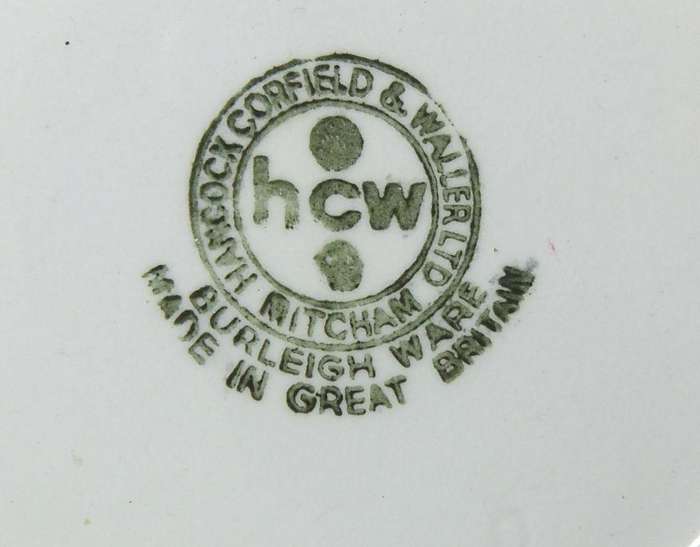 HANCOCK CORFIELD & WALLER LTD
MITCHAM
hcw
BURLEIGH WARE
MADE IN GREAT BRITAIN